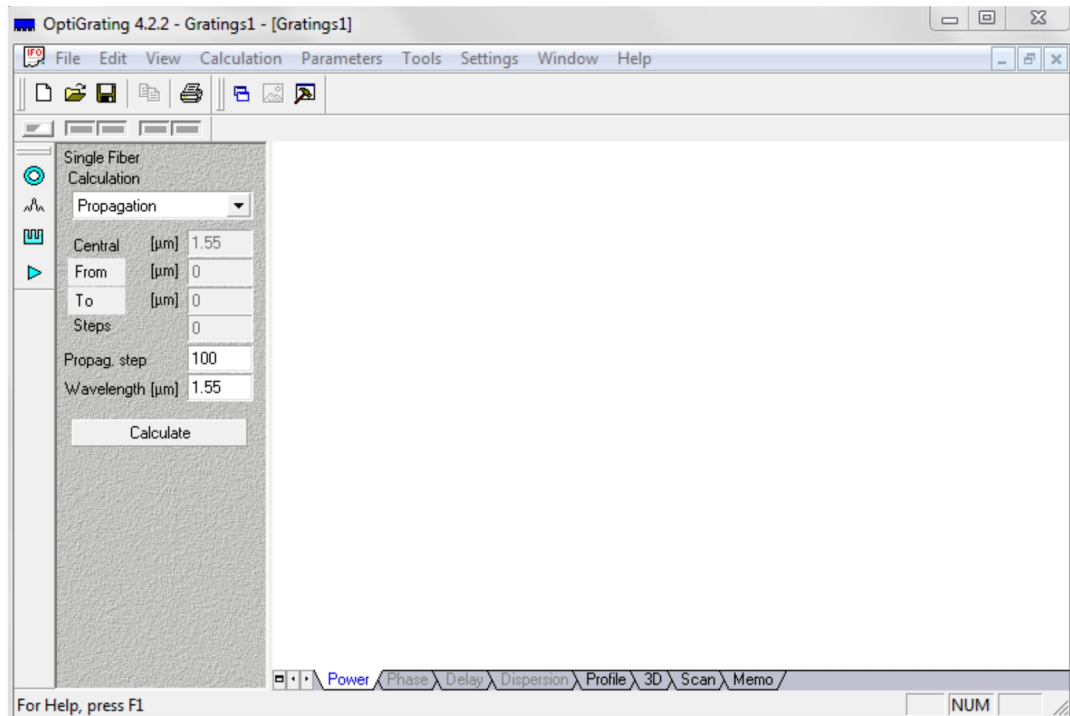 OptiGrating 4.2.2 - Gratings1 - [Gratings1]
IFO File Edit View Calculation Parameters Tools Settings Window Help
Single Fiber
Calculation
Propagation
Central [µm] 1.55
From [µm] 0
To [µm] 0
Steps 0
Propag. step 100
Wavelength [µm] 1.55
Calculate
Power Phase Delay Dispersion Profile 3D Scan Memo
For Help, press F1 NUM